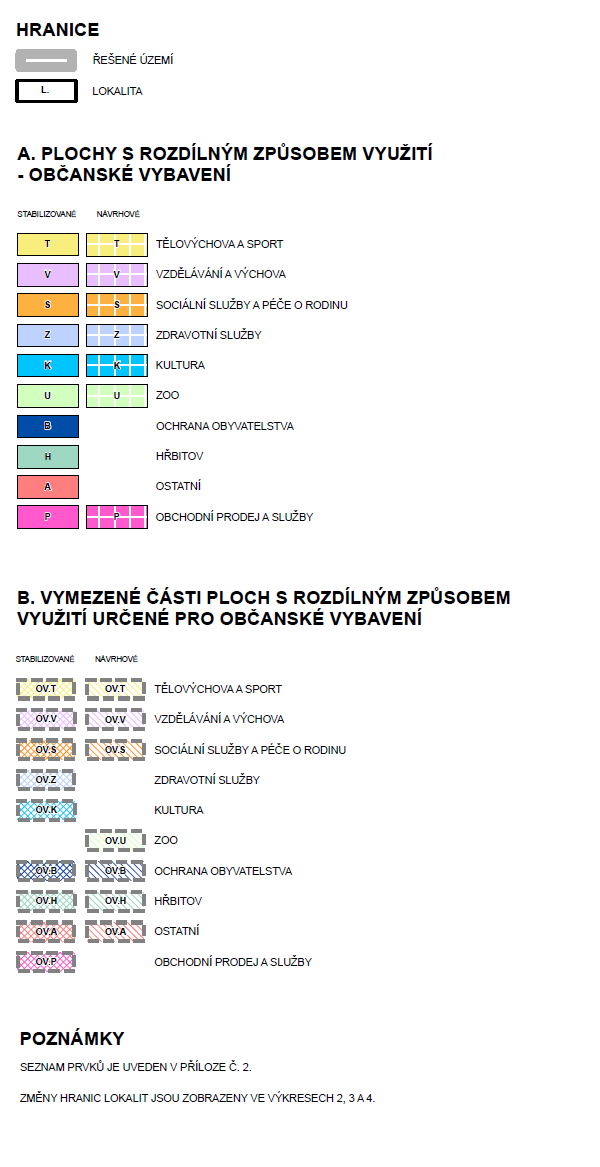 HRANICE
ŘEŠENÉ ÚZEMÍ
L. LOKALITA
A. PLOCHY S ROZDÍLNÝM ZPŮSOBEM VYUŽITÍ
- OBČANSKÉ VYBAVENÍ
STABILIZOVANÉ NÁVRHOVÉ
T T TĚLOVÝCHOVA A SPORT
V V VZDĚLÁVÁNÍ A VÝCHOVA
S S SOCIÁLNÍ SLUŽBY A PÉČE O RODINU
Z Z ZDRAVOTNÍ SLUŽBY
K K KULTURA
U U ZOO
B OCHRANA OBYVATELSTVA
H HŘBITOV
A OSTATNÍ
P P OBCHODNÍ PRODEJ A SLUŽBY
B. VYMEZENÉ ČÁSTI PLOCH S ROZDÍLNÝM ZPŮSOBEM
VYUŽITÍ URČENÉ PRO OBČANSKÉ VYBAVENÍ
STABILIZOVANÉ NÁVRHOVÉ
OV.T OV.T TĚLOVÝCHOVA A SPORT
OV.V OV.V VZDĚLÁVÁNÍ A VÝCHOVA
OV.S OV.S SOCIÁLNÍ SLUŽBY A PÉČE O RODINU
OV.Z ZDRAVOTNÍ SLUŽBY
OV.K KULTURA
OV.U ZOO
OV.B OV.B OCHRANA OBYVATELSTVA
OV.H OV.H HŘBITOV
OV.A OV.A OSTATNÍ
OV.P OBCHODNÍ PRODEJ A SLUŽBY
POZNÁMKY
SEZNAM PRVKŮ JE UVEDEN V PŘÍLOZE Č. 2.
ZMĚNY HRANIC LOKALIT JSOU ZOBRAZENY VE VÝKRESECH 2, 3 A 4.